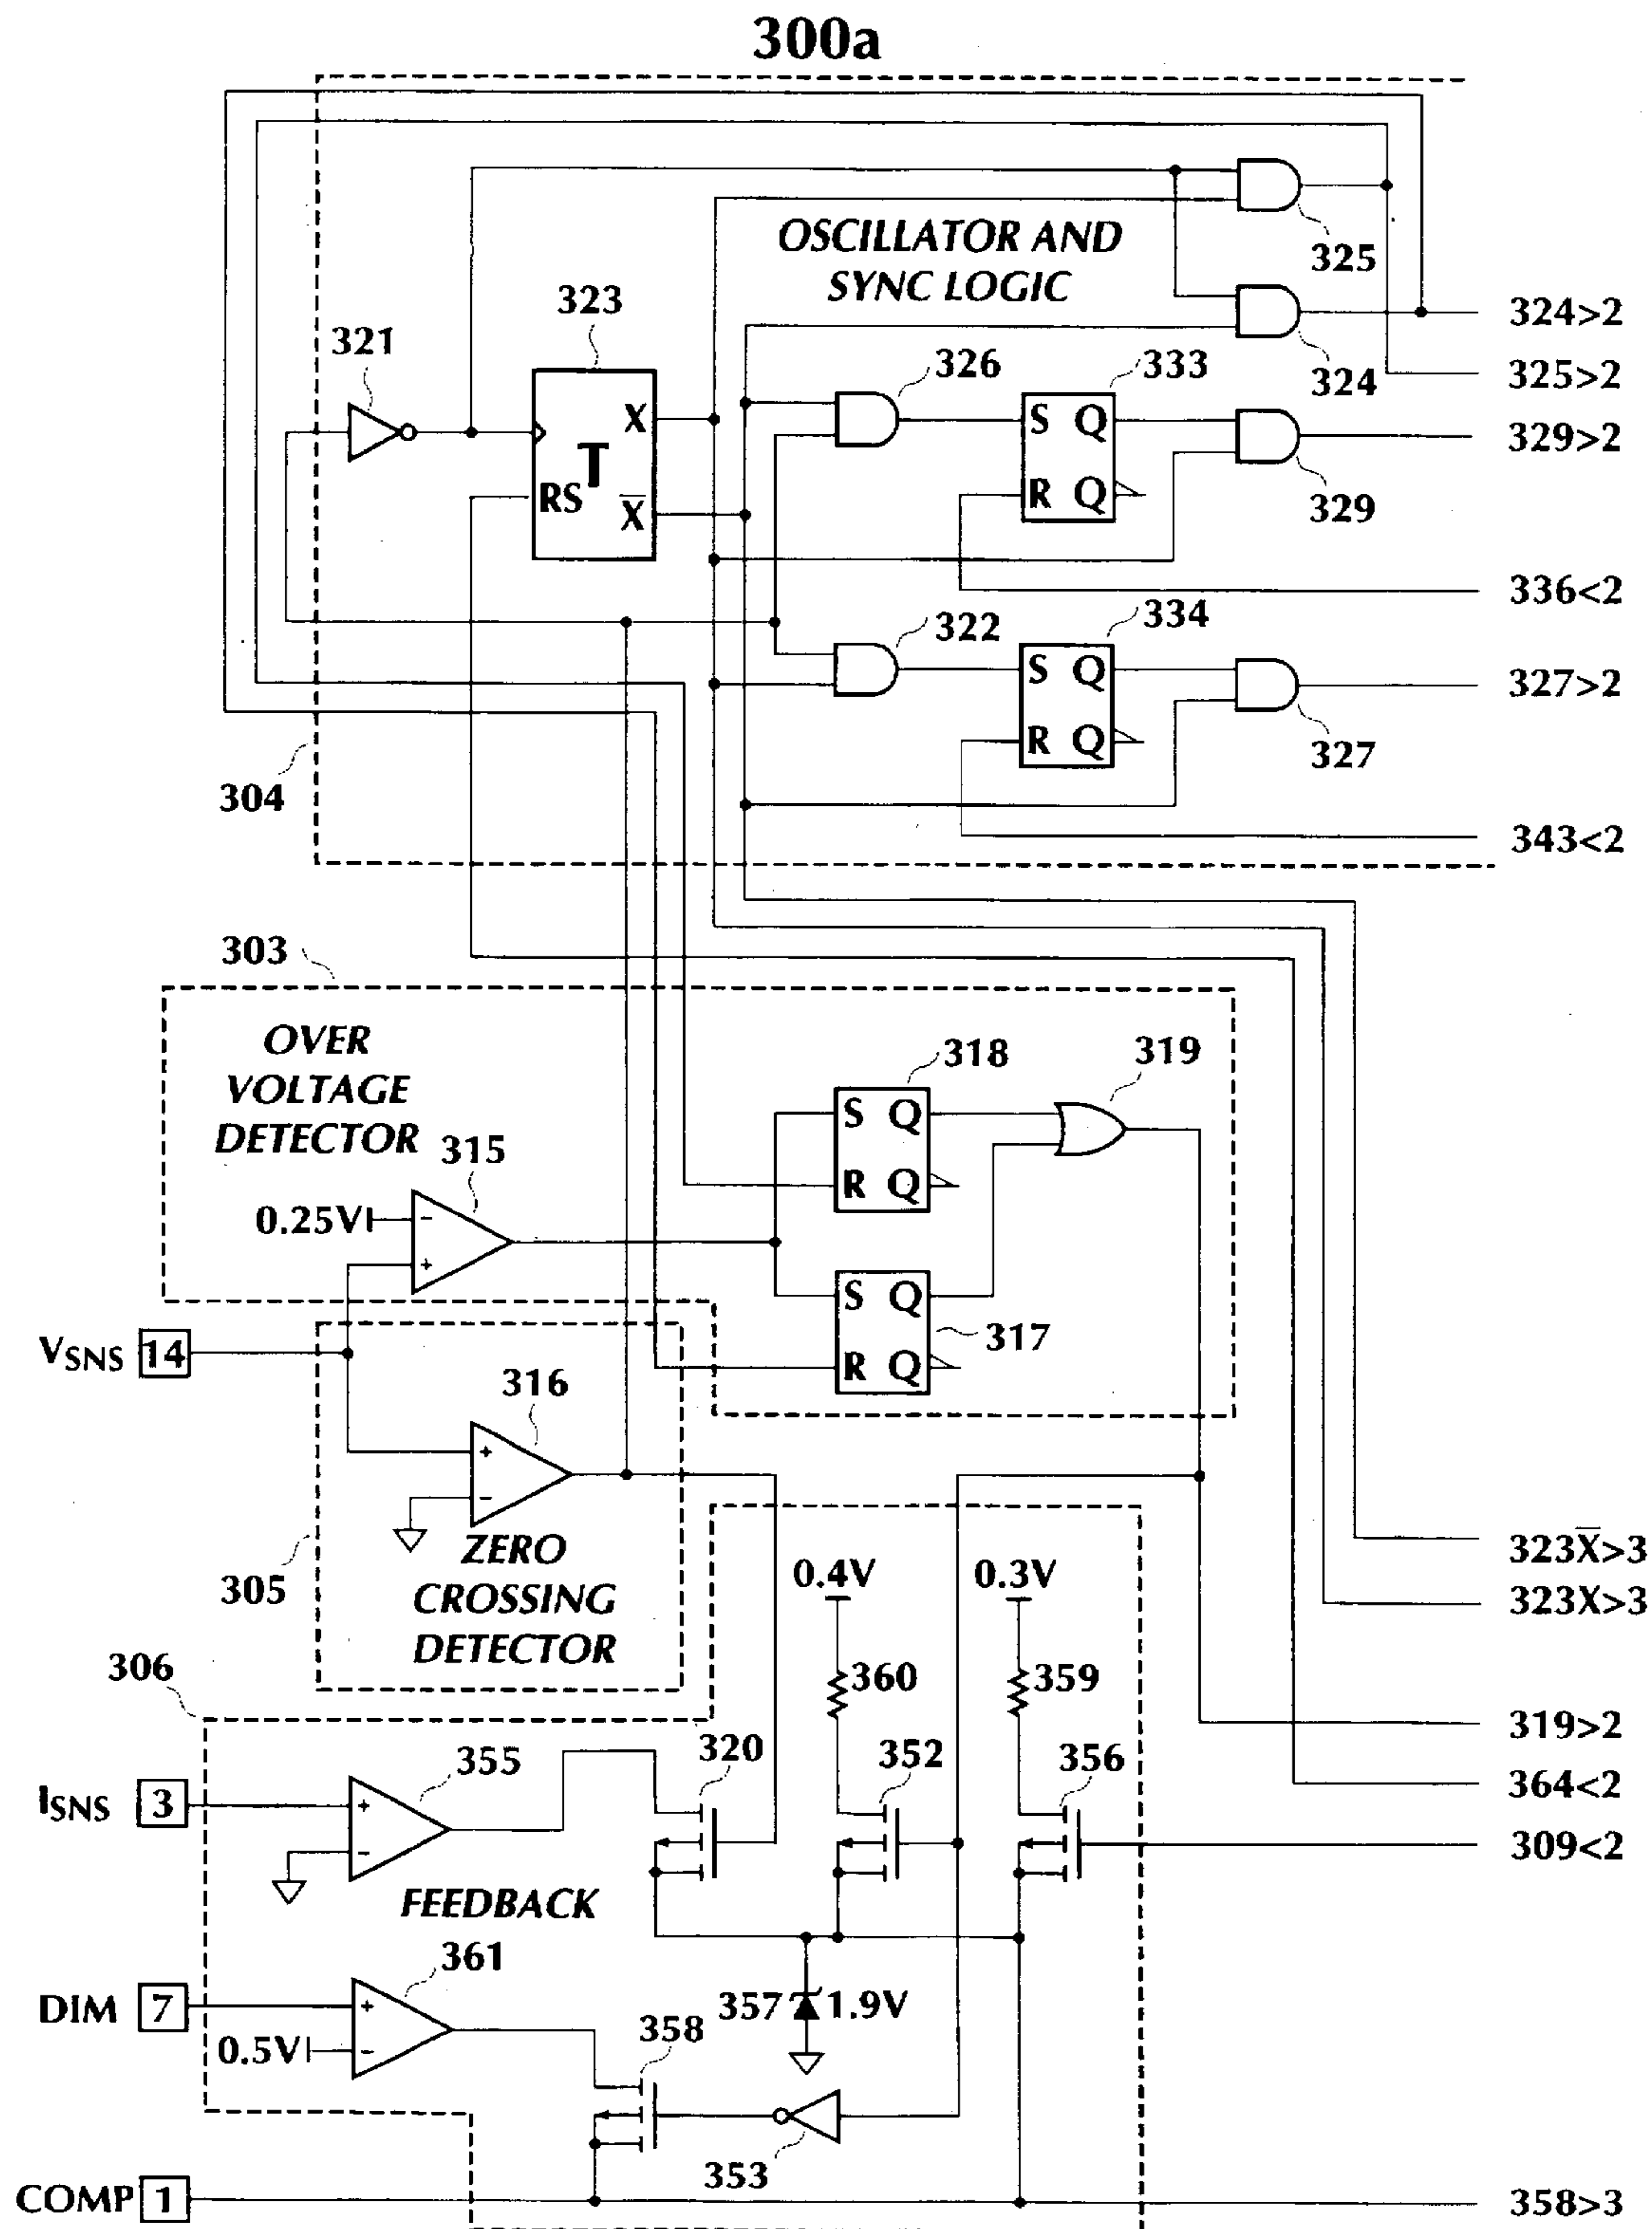 300a
OSCILLATOR AND
SYNC LOGIC
325
324>2
324
325>2
321
323
X
T
RS
X̅
326
333
S Q
R Q
329>2
329
336<2
322
334
S Q
R Q
327>2
327
343<2
304
303
OVER
VOLTAGE
DETECTOR
315
0.25V
-
+
318
S Q
R Q
319
S Q
R Q
317
VSNS 14
316
+
-
ZERO
CROSSING
DETECTOR
305
323X̅>3
323X>3
0.4V
0.3V
360
359
306
319>2
364<2
309<2
355
320
352
356
ISNS 3
+
-
FEEDBACK
361
DIM 7
+
0.5V
-
357
1.9V
358
353
COMP 1
358>3